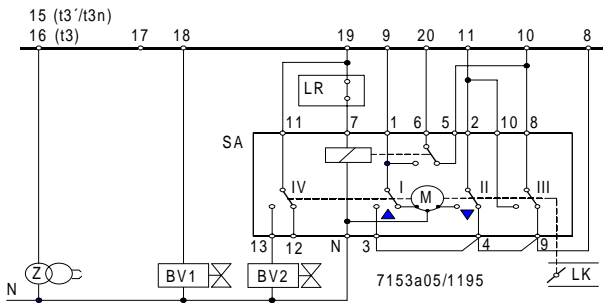 15 (t3´/t3n)
16 (t3) 17 18 19 9 20 11 10 8
LR
11 7 1 6 5 2 10 8
SA
IV I M II III
13 12 N 3 4 9
Z BV1 BV2 7153a05/1195 LK
N